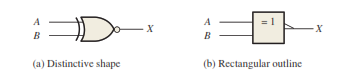 A
B
X
A
B
= 1
X
(a) Distinctive shape
(b) Rectangular outline